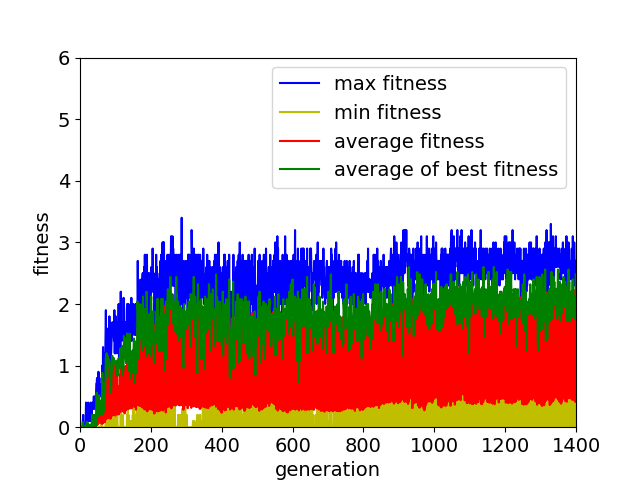 6
5
4
3
2
1
0
fitness
max fitness
min fitness
average fitness
average of best fitness
0 200 400 600 800 1000 1200 1400
generation